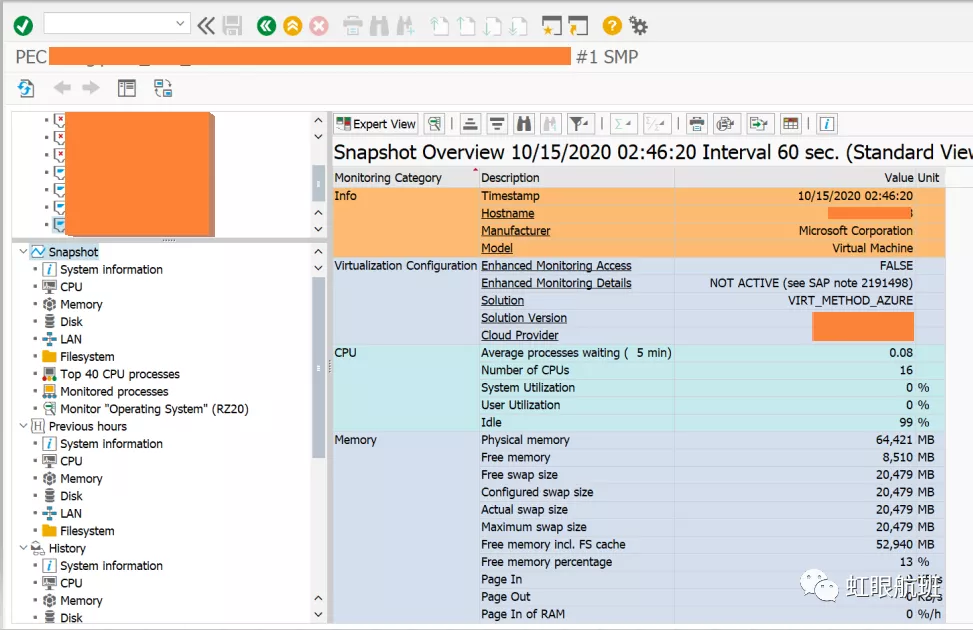 PEC #1 SMP
Expert View
Snapshot Overview 10/15/2020 02:46:20 Interval 60 sec. (Standard View
Monitoring Category Description Value Unit
Info Timestamp 10/15/2020 02:46:20
Hostname
Manufacturer Microsoft Corporation
Model Virtual Machine
Virtualization Configuration Enhanced Monitoring Access FALSE
Enhanced Monitoring Details NOT ACTIVE (see SAP note 2191498)
Solution VIRT_METHOD_AZURE
Solution Version
Cloud Provider
CPU Average processes waiting ( 5 min) 0.08
Number of CPUs 16
System Utilization 0 %
User Utilization 0 %
Idle 99 %
Memory Physical memory 64,421 MB
Free memory 8,510 MB
Free swap size 20,479 MB
Configured swap size 20,479 MB
Actual swap size 20,479 MB
Maximum swap size 20,479 MB
Free memory incl. FS cache 52,940 MB
Free memory percentage 13 %
Page In
Page Out 0 KB/s
Page In of RAM 0 %/h
Snapshot
System information
CPU
Memory
Disk
LAN
Filesystem
Top 40 CPU processes
Monitored processes
Monitor "Operating System" (RZ20)
Previous hours
System information
CPU
Memory
Disk
LAN
Filesystem
History
System information
CPU
Memory
Disk
虹眼航班